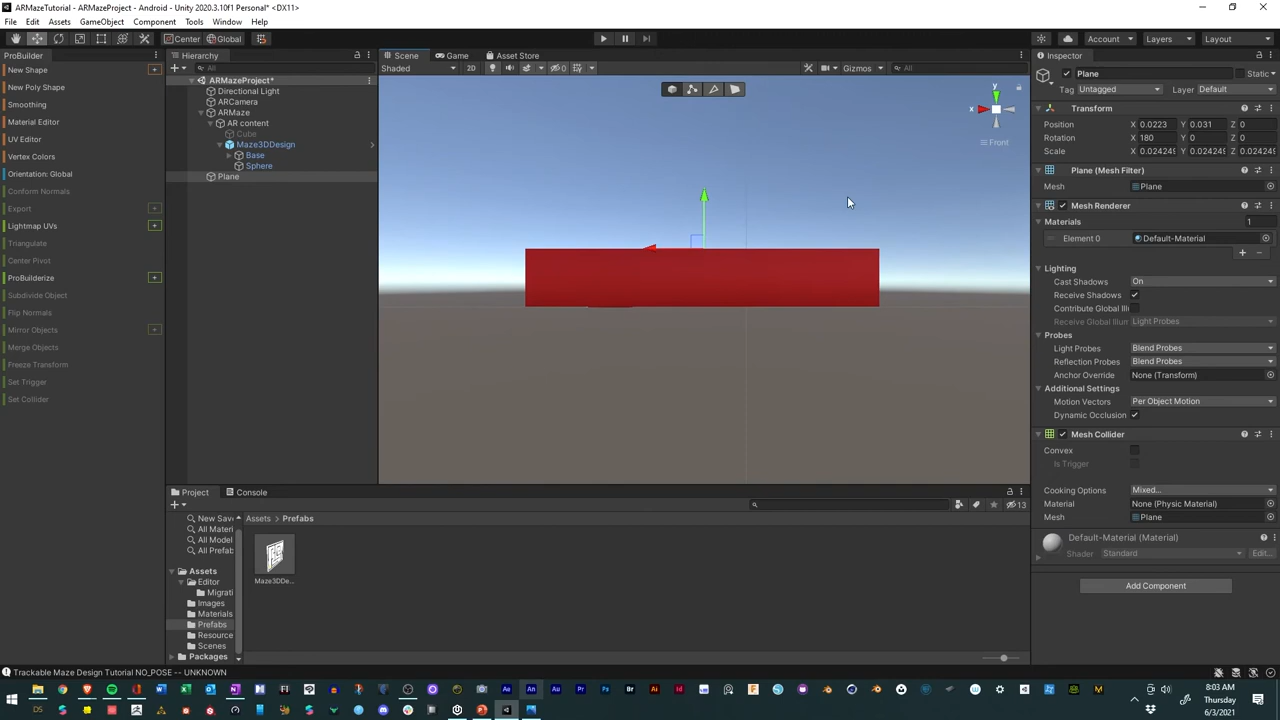 ARMazeTutorial - ARMazeProject - Android - Unity 2020.3.10f1 Personal* <DX11>
File Edit Assets GameObject Component Tools Window Help
Center Global Account Layers Layout
ProBuilder
New Shape
New Poly Shape
Smoothing
Material Editor
UV Editor
Vertex Colors
Orientation: Global
Conform Normals
Export
Lightmap UVs
Triangulate
Center Pivot
ProBuilderize
Subdivide Object
Flip Normals
Mirror Objects
Merge Objects
Freeze Transform
Set Trigger
Set Collider
Hierarchy
All
ARMazeProject*
Directional Light
ARCamera
ARMaze
AR content
Cube
Maze3DDesign
Base
Sphere
Plane
Scene Game Asset Store
Shaded 2D 0 Gizmos All
y
x
Front
Inspector
Plane Static
Tag Untagged Layer Default
Transform
Position X 0.0223 Y 0.031 Z 0
Rotation X 180 Y 0 Z 0
Scale X 0.024249 Y 0.024249 Z 0.024249
Plane (Mesh Filter)
Mesh Plane
Mesh Renderer
Materials 1
Element 0 Default-Material
Lighting
Cast Shadows On
Receive Shadows
Contribute Global Illu
Receive Global Illum Light Probes
Probes
Light Probes Blend Probes
Reflection Probes Blend Probes
Anchor Override None (Transform)
Additional Settings
Motion Vectors Per Object Motion
Dynamic Occlusion
Mesh Collider
Convex
Is Trigger
Cooking Options Mixed...
Material None (Physic Material)
Mesh Plane
Default-Material (Material)
Shader Standard Edit...
Add Component
Project Console
13
New Save
All Materi
All Model
All Prefab
Assets
Editor
Migrati
Images
Materials
Prefabs
Resource
Scenes
Packages
Assets > Prefabs
Maze3DDe...
Trackable Maze Design Tutorial NO_POSE -- UNKNOWN
8:03 AM
Thursday
6/3/2021